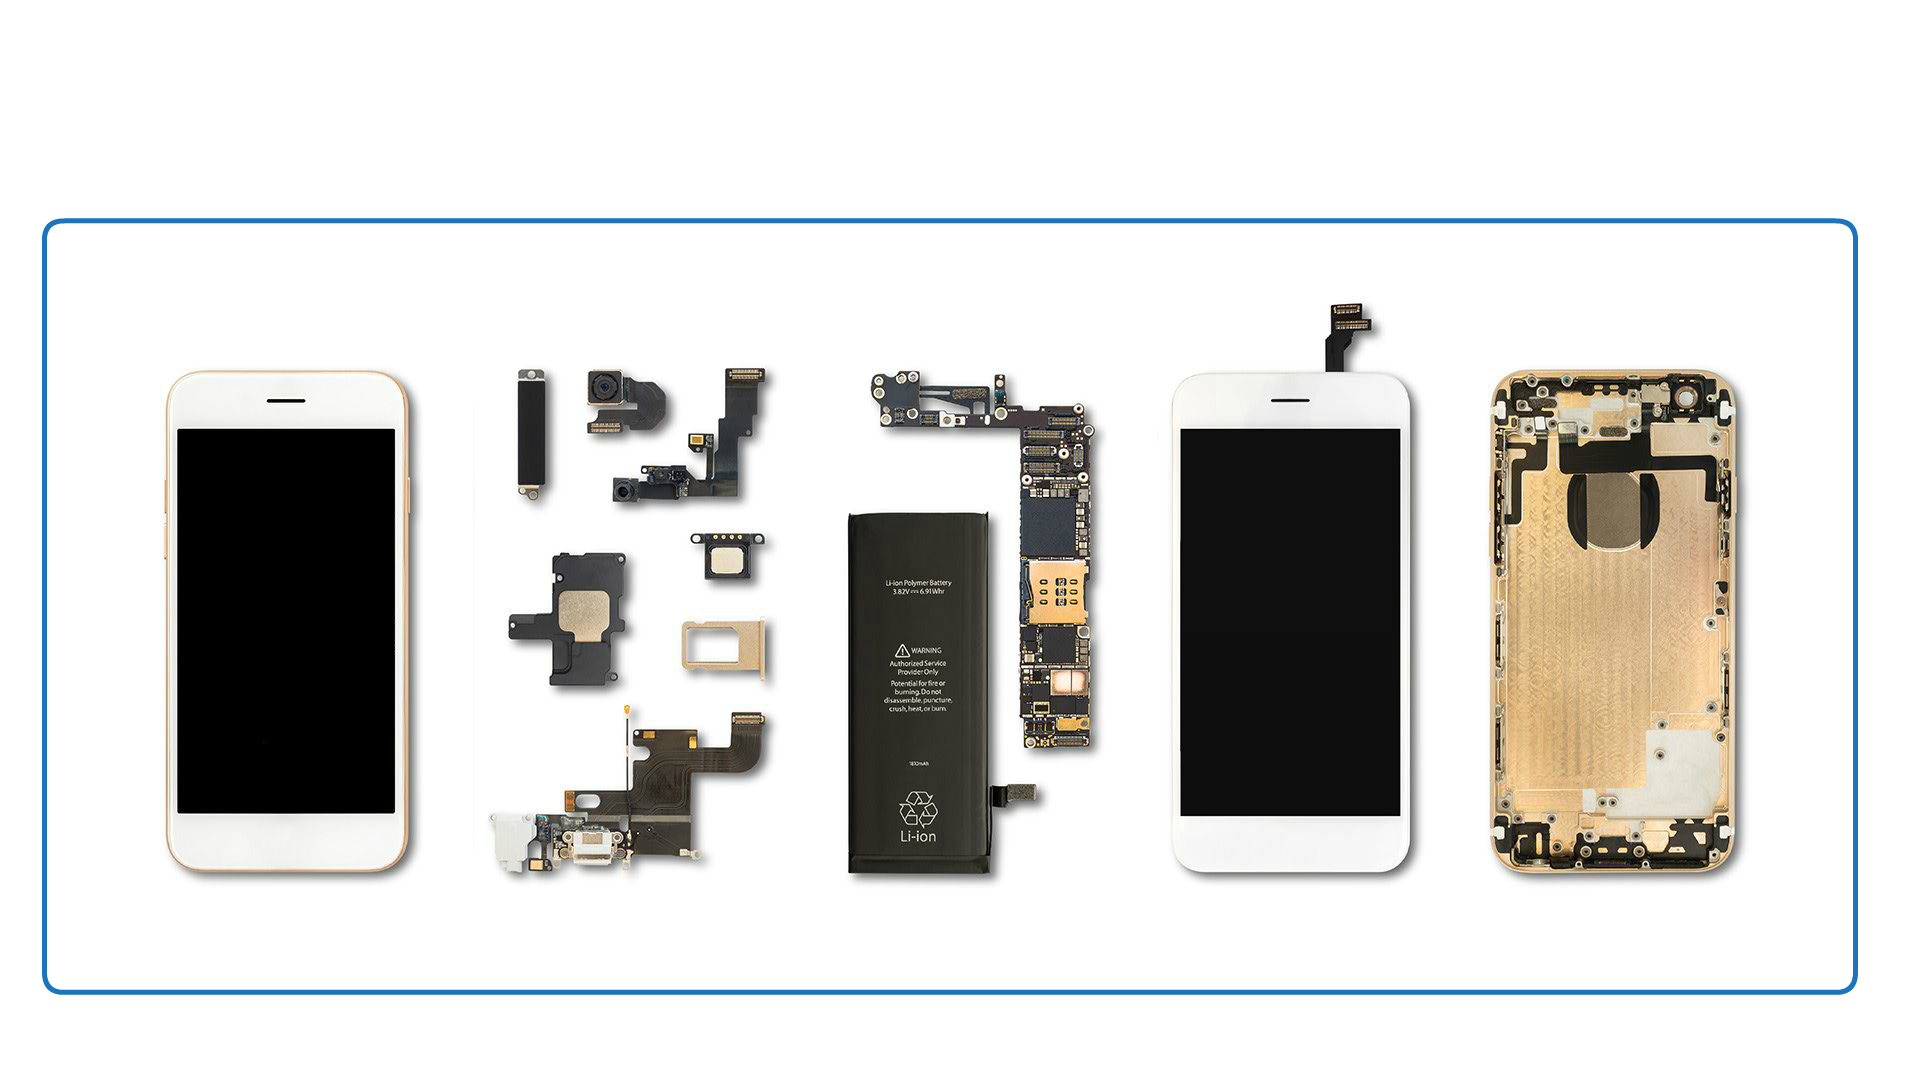 Li-ion Polymer Battery
3.82V 6.91Whr
WARNING
Authorized Service
Provider Only
Potential for fire or
burning. Do not
disassemble, puncture,
crush, heat, or burn.
1810mAh
Li-ion